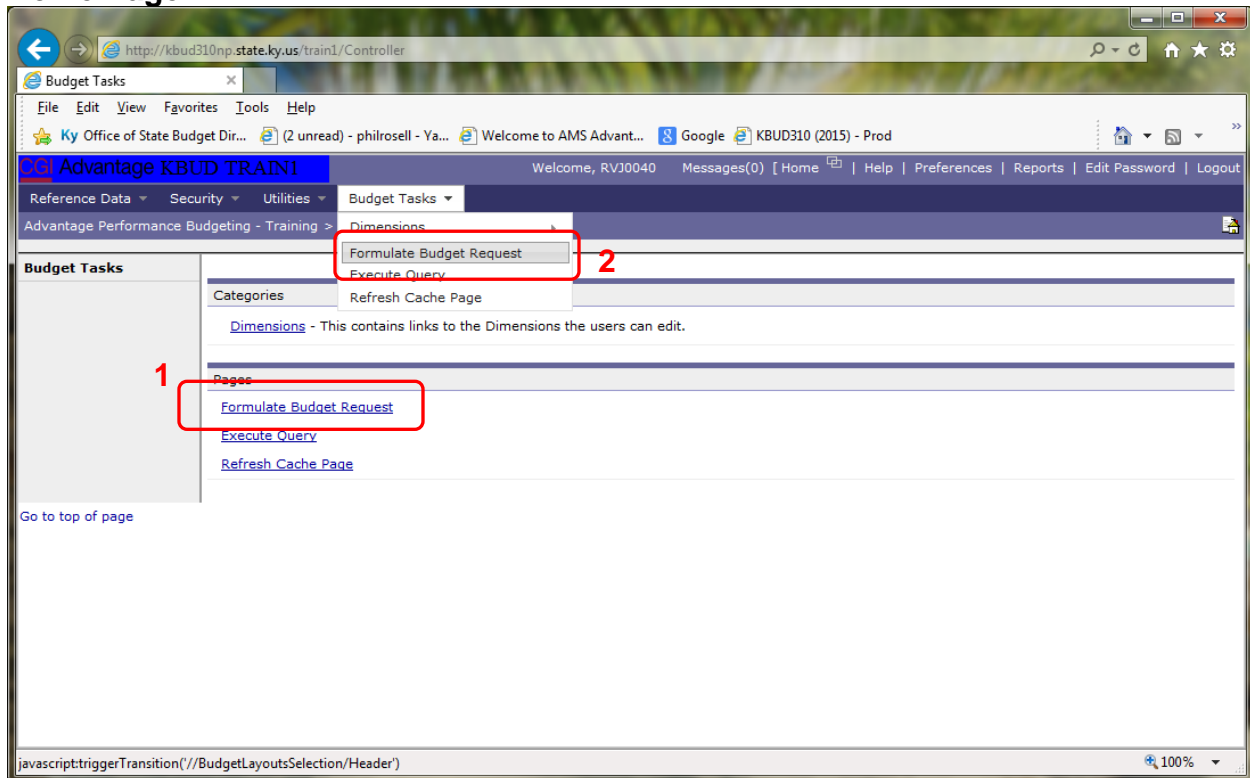 http://kbud310np.state.ky.us/train1/Controller
Budget Tasks
File Edit View Favorites Tools Help
Ky Office of State Budget Dir... (2 unread) - philrosell - Ya... Welcome to AMS Advant... Google KBUD310 (2015) - Prod
CGI Advantage KBUD TRAIN1 Welcome, RVJ0040 Messages(0) [ Home | Help | Preferences | Reports | Edit Password | Logout
Reference Data Security Utilities Budget Tasks
Advantage Performance Budgeting - Training > Dimensions
Formulate Budget Request
2
Execute Query
Refresh Cache Page
Budget Tasks
Categories
Dimensions - This contains links to the Dimensions the users can edit.
1
Pages
Formulate Budget Request
Execute Query
Refresh Cache Page
Go to top of page
javascript:triggerTransition('//BudgetLayoutsSelection/Header') 100%